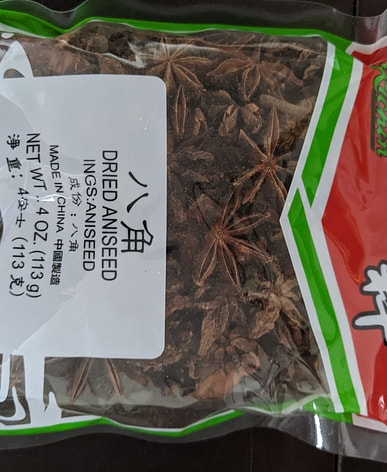 八角
DRIED ANISEED
INGS:ANISEED
成份：八角
MADE IN CHINA 中國製造
NET WT.: 4 OZ. (113 g)
淨重：4安士 (113 克)